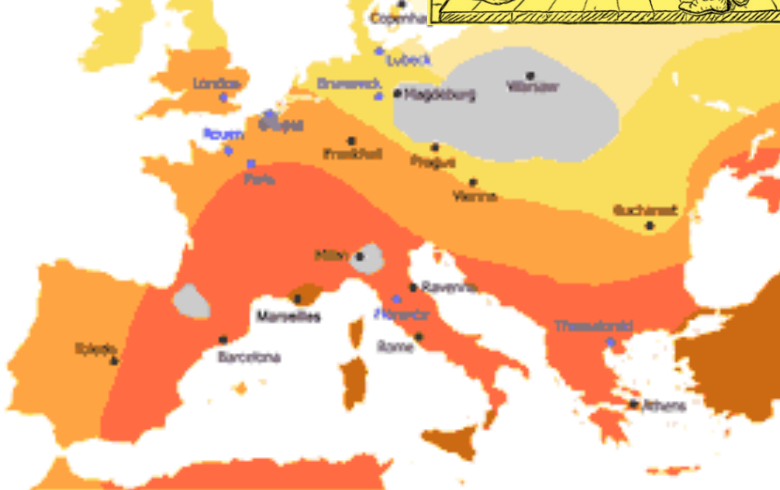 Copenha
Lubeck
London
Brunswick
Magdeburg
Warsaw
Rouen
Frankfurt
Prague
Paris
Vienna
Bucharest
Milan
Ravenna
Marseilles
Florence
Thessaloniki
Rome
Toledo
Barcelona
Athens